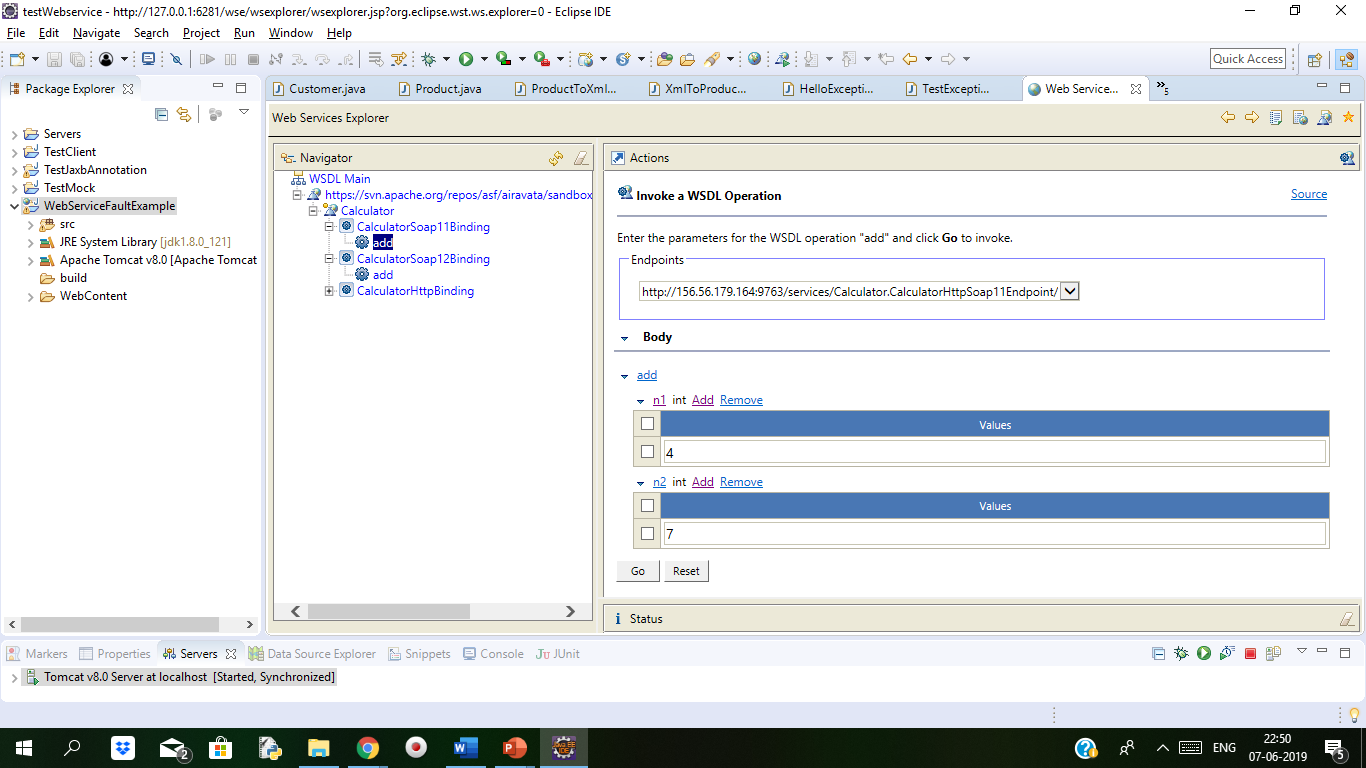 testWebservice - http://127.0.0.1:6281/wse/wsexplorer/wsexplorer.jsp?org.eclipse.wst.ws.explorer=0 - Eclipse IDE
File Edit Navigate Search Project Run Window Help
Quick Access
Package Explorer
Customer.java Product.java ProductToXml... XmlToProduc... HelloExcepti... TestExcepti... Web Service... »5
Servers
TestClient
TestJaxbAnnotation
TestMock
WebServiceFaultExample
src
JRE System Library [jdk1.8.0_121]
Apache Tomcat v8.0 [Apache Tomcat
build
WebContent
Web Services Explorer
Navigator
WSDL Main
https://svn.apache.org/repos/asf/airavata/sandbox
Calculator
CalculatorSoap11Binding
add
CalculatorSoap12Binding
add
CalculatorHttpBinding
Actions
Invoke a WSDL Operation
Source
Enter the parameters for the WSDL operation "add" and click Go to invoke.
Endpoints
http://156.56.179.164:9763/services/Calculator.CalculatorHttpSoap11Endpoint/
Body
add
n1 int Add Remove
Values
4
n2 int Add Remove
Values
7
Go Reset
Status
Markers Properties Servers Data Source Explorer Snippets Console JUnit
Tomcat v8.0 Server at localhost [Started, Synchronized]
2
ENG
22:50
07-06-2019
5